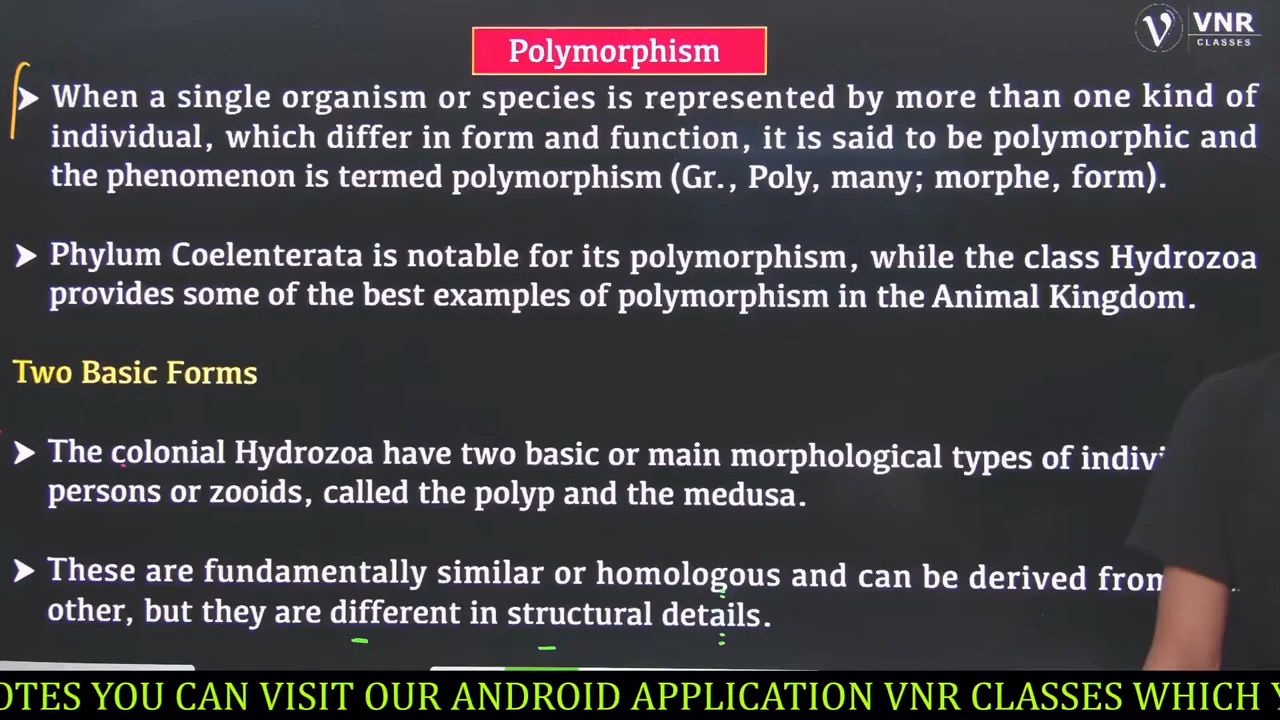 VNR
CLASSES
Polymorphism
➤ When a single organism or species is represented by more than one kind of
individual, which differ in form and function, it is said to be polymorphic and
the phenomenon is termed polymorphism (Gr., Poly, many; morphe, form).
➤ Phylum Coelenterata is notable for its polymorphism, while the class Hydrozoa
provides some of the best examples of polymorphism in the Animal Kingdom.
Two Basic Forms
➤ The colonial Hydrozoa have two basic or main morphological types of
persons or zooids, called the polyp and the medusa.
➤ These are fundamentally similar or homologous and can be derived from
other, but they are different in structural details.
YOU CAN VISIT OUR ANDROID APPLICATION VNR CLASSES WHICH